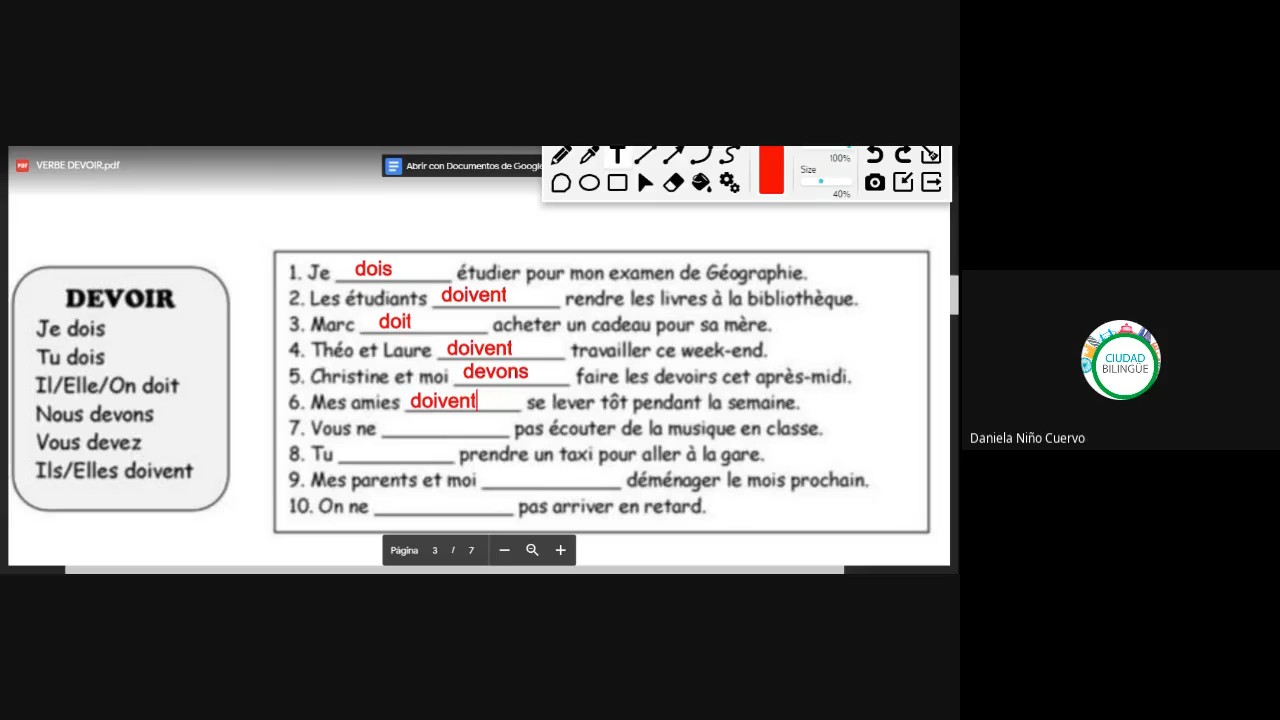 VERBE DEVOIR.pdf
Abrir con Documentos de Google
100%
Size
40%
DEVOIR
Je dois
Tu dois
Il/Elle/On doit
Nous devons
Vous devez
Ils/Elles doivent
1. Je dois étudier pour mon examen de Géographie.
2. Les étudiants doivent rendre les livres à la bibliothèque.
3. Marc doit acheter un cadeau pour sa mère.
4. Théo et Laure doivent travailler ce week-end.
5. Christine et moi devons faire les devoirs cet après-midi.
6. Mes amies doivent se lever tôt pendant la semaine.
7. Vous ne ____________ pas écouter de la musique en classe.
8. Tu ___________ prendre un taxi pour aller à la gare.
9. Mes parents et moi _____________ déménager le mois prochain.
10. On ne _____________ pas arriver en retard.
Página 3 / 7
CIUDAD
BILINGÜE
Daniela Niño Cuervo